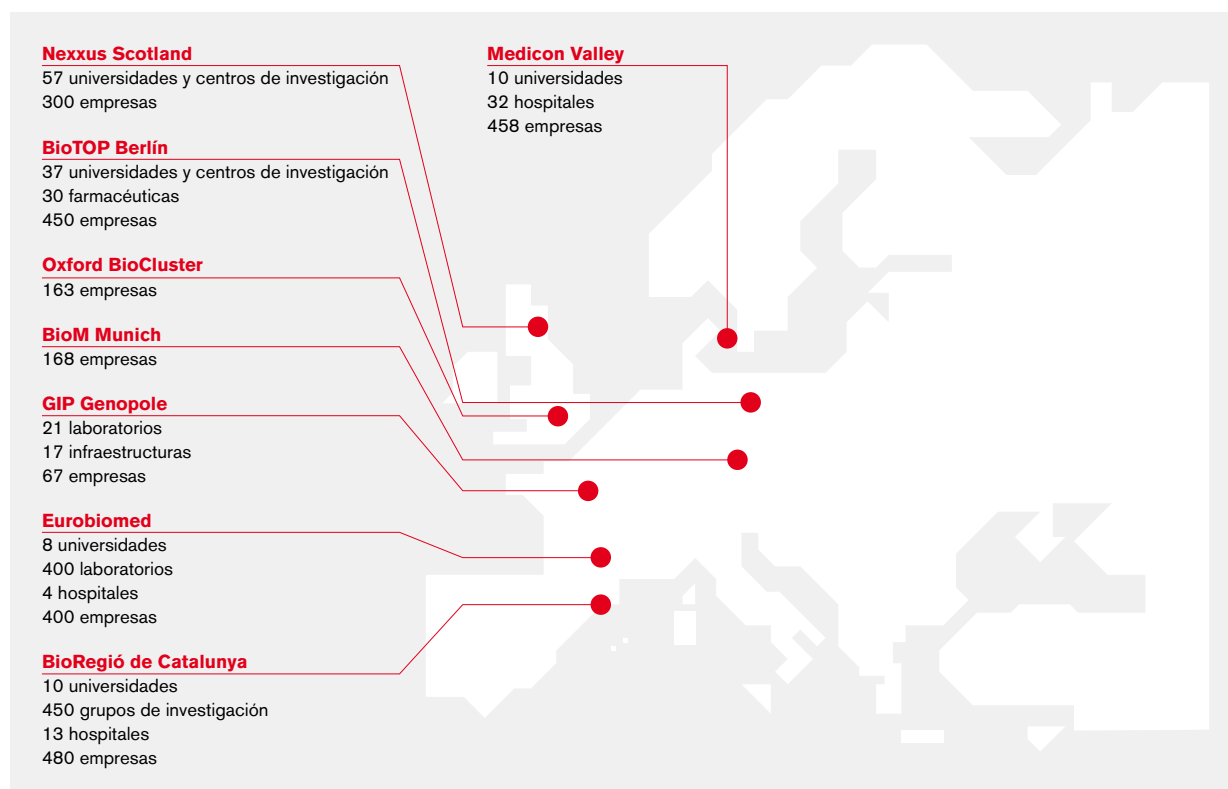 Nexxus Scotland
57 universidades y centros de investigación
300 empresas
BioTOP Berlín
37 universidades y centros de investigación
30 farmacéuticas
450 empresas
Oxford BioCluster
163 empresas
BioM Munich
168 empresas
GIP Genopole
21 laboratorios
17 infraestructuras
67 empresas
Eurobiomed
8 universidades
400 laboratorios
4 hospitales
400 empresas
BioRegió de Catalunya
10 universidades
450 grupos de investigación
13 hospitales
480 empresas
Medicon Valley
10 universidades
32 hospitales
458 empresas